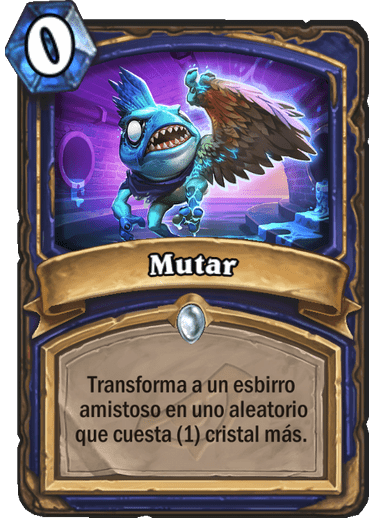 0
Mutar
Transforma a un esbirro
amistoso en uno aleatorio
que cuesta (1) cristal más.